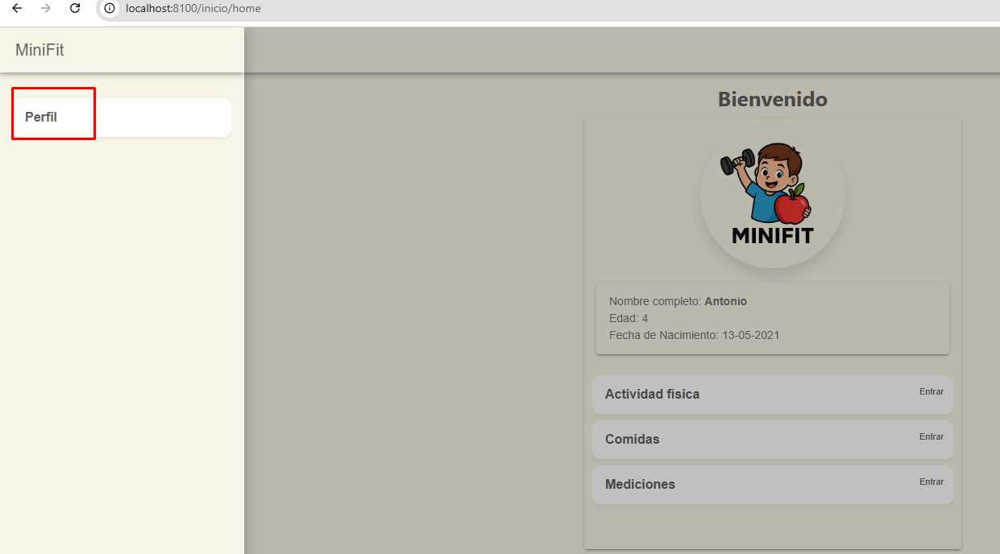 localhost:8100/inicio/home
MiniFit
Perfil
Bienvenido
MINIFIT
Nombre completo: Antonio
Edad: 4
Fecha de Nacimiento: 13-05-2021
Actividad física Entrar
Comidas Entrar
Mediciones Entrar